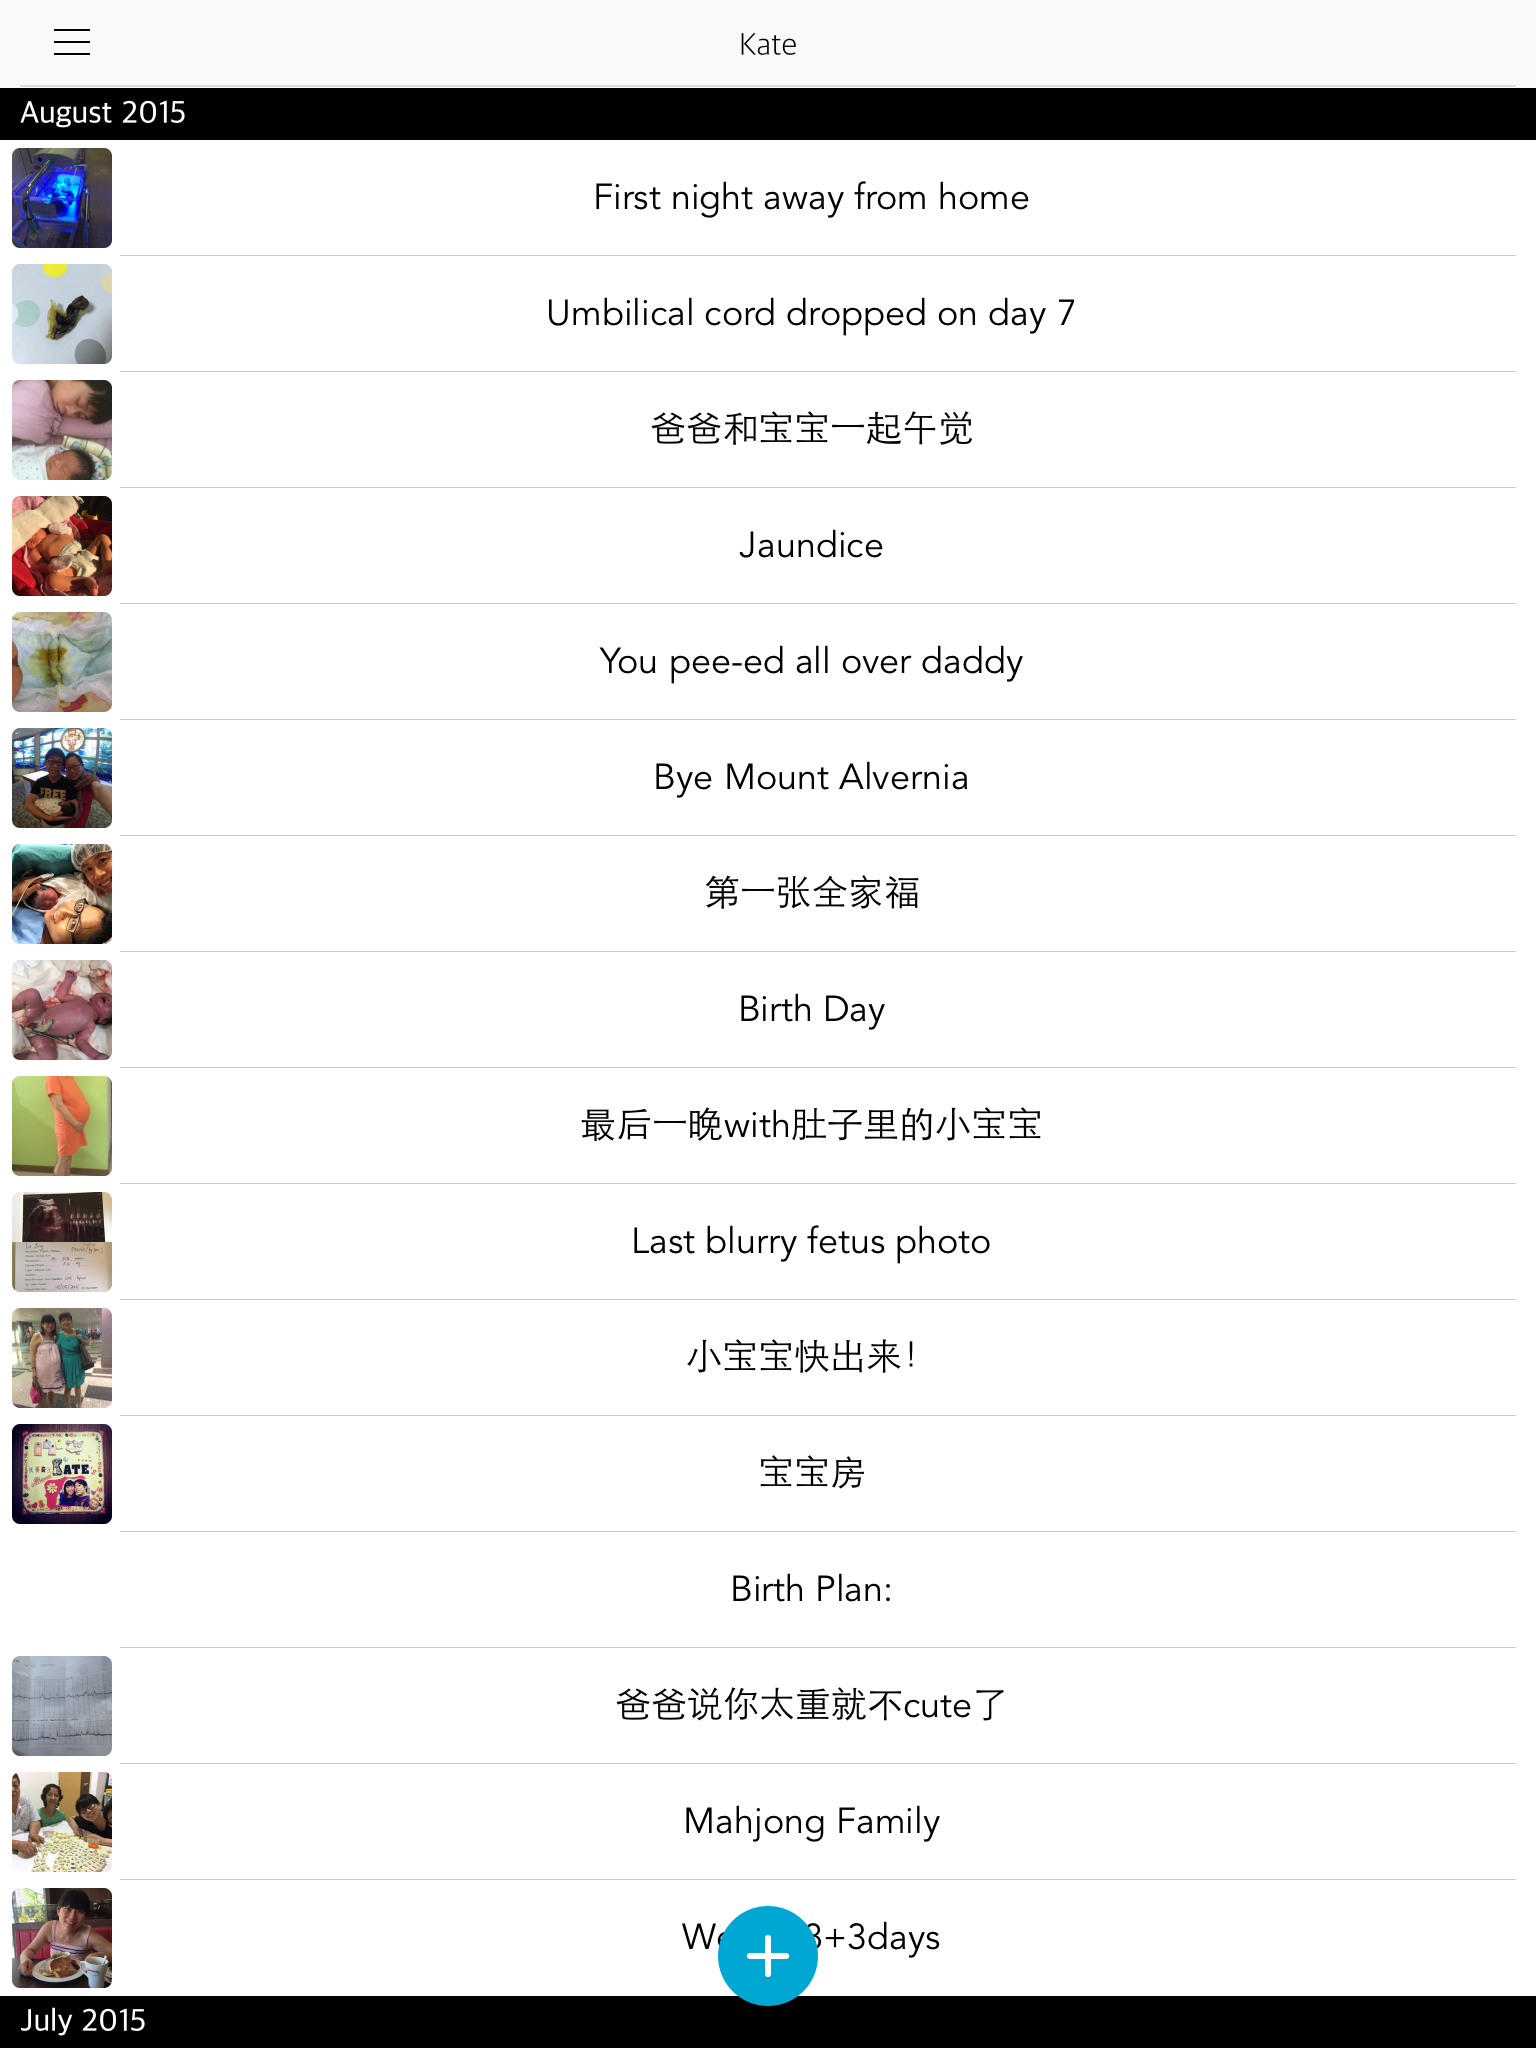 Kate
August 2015
First night away from home
Umbilical cord dropped on day 7
爸爸和宝宝一起午觉
Jaundice
You pee-ed all over daddy
FREE
Bye Mount Alvernia
第一张全家福
Birth Day
最后一晚with肚子里的小宝宝
Last blurry fetus photo
小宝宝快出来!
KATE
宝宝房
Birth Plan:
爸爸说你太重就不cute了
Mahjong Family
3+3days
July 2015